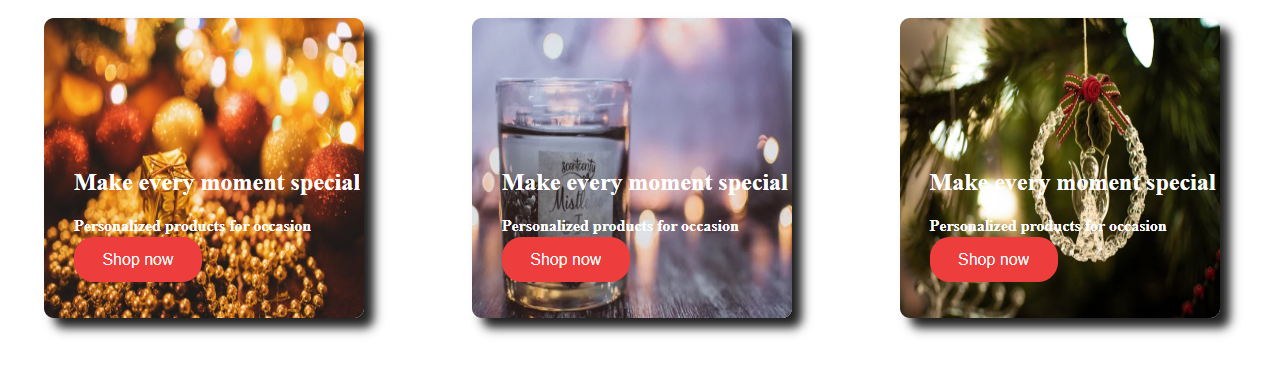 Make every moment special
Personalized products for occasion
Shop now
scenteenty
Make every moment special
Personalized products for occasion
Shop now
Make every moment special
Personalized products for occasion
Shop now